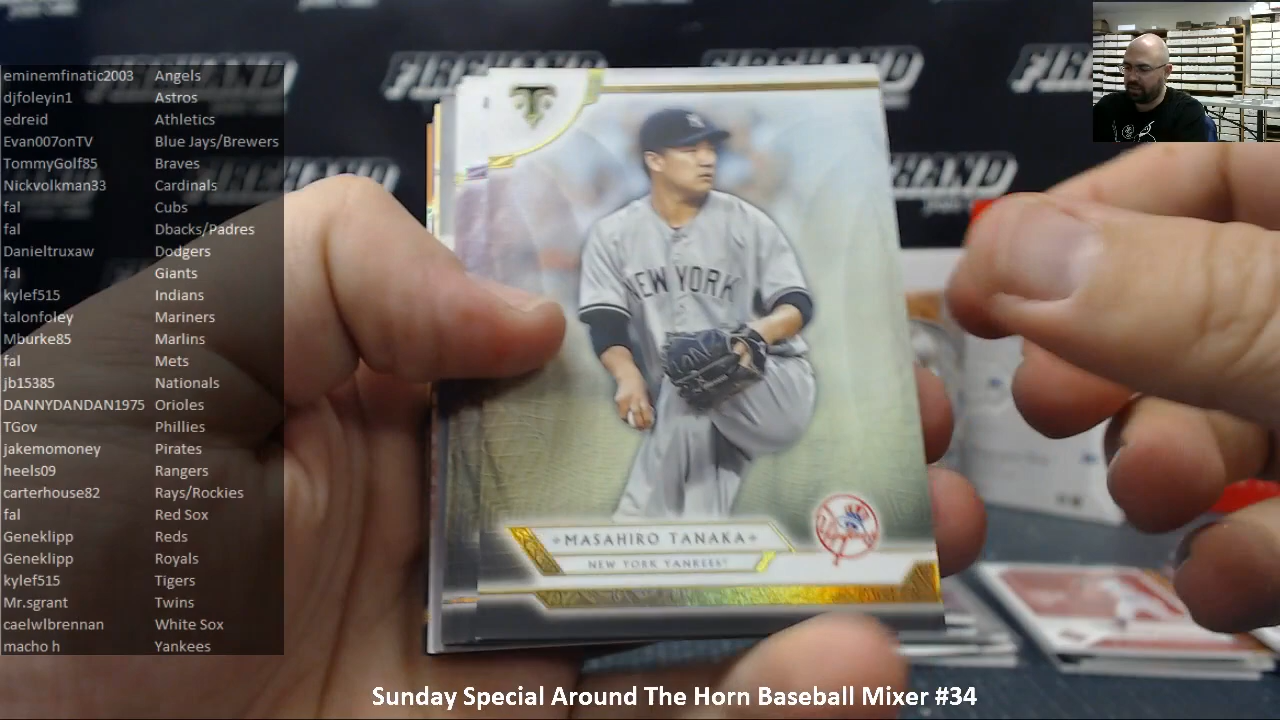 eminemfinatic2003 Angels
djfoleyin1 Astros
edreid Athletics
Evan007onTV Blue Jays/Brewers
TommyGolf85 Braves
Nickvolkman33 Cardinals
fal Cubs
fal Dbacks/Padres
Danieltruxaw Dodgers
fal Giants
kylef515 Indians
talonfoley Mariners
Mburke85 Marlins
fal Mets
jb15385 Nationals
DANNYDANDAN1975 Orioles
TGov Phillies
jakemomoney Pirates
heels09 Rangers
carterhouse82 Rays/Rockies
fal Red Sox
Geneklipp Reds
Geneklipp Royals
kylef515 Tigers
Mr.sgrant Twins
caelwlbrennan White Sox
macho h Yankees
FIREHAND
NEW YORK
MASAHIRO TANAKA
NEW YORK YANKEES
Sunday Special Around The Horn Baseball Mixer #34